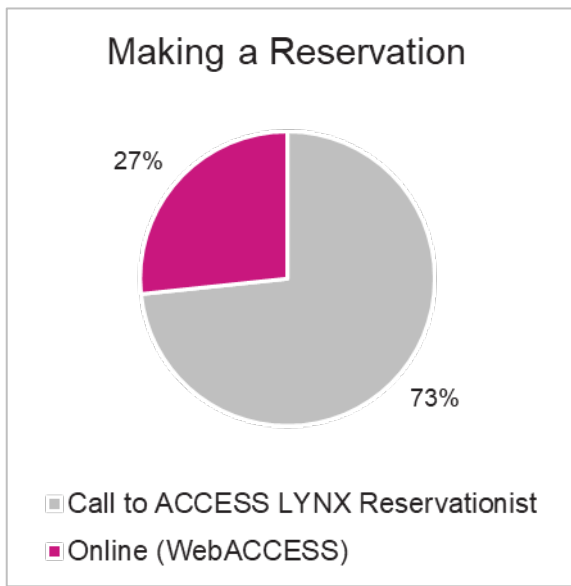 Making a Reservation
27%
73%
Call to ACCESS LYNX Reservationist
Online (WebACCESS)